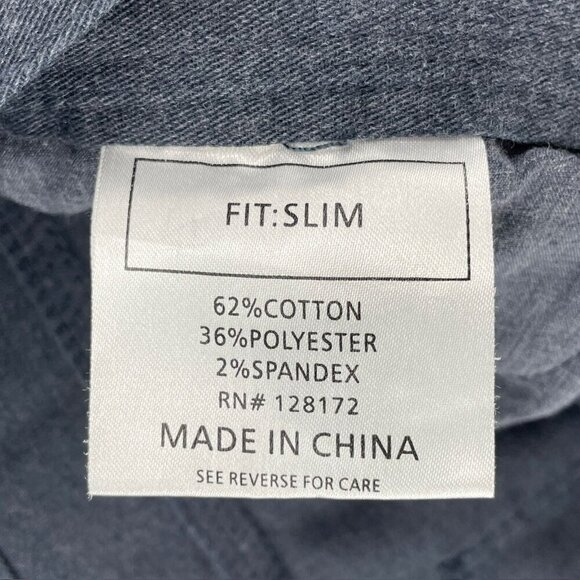 FIT:SLIM
62%COTTON
36%POLYESTER
2%SPANDEX
RN# 128172
MADE IN CHINA
SEE REVERSE FOR CARE